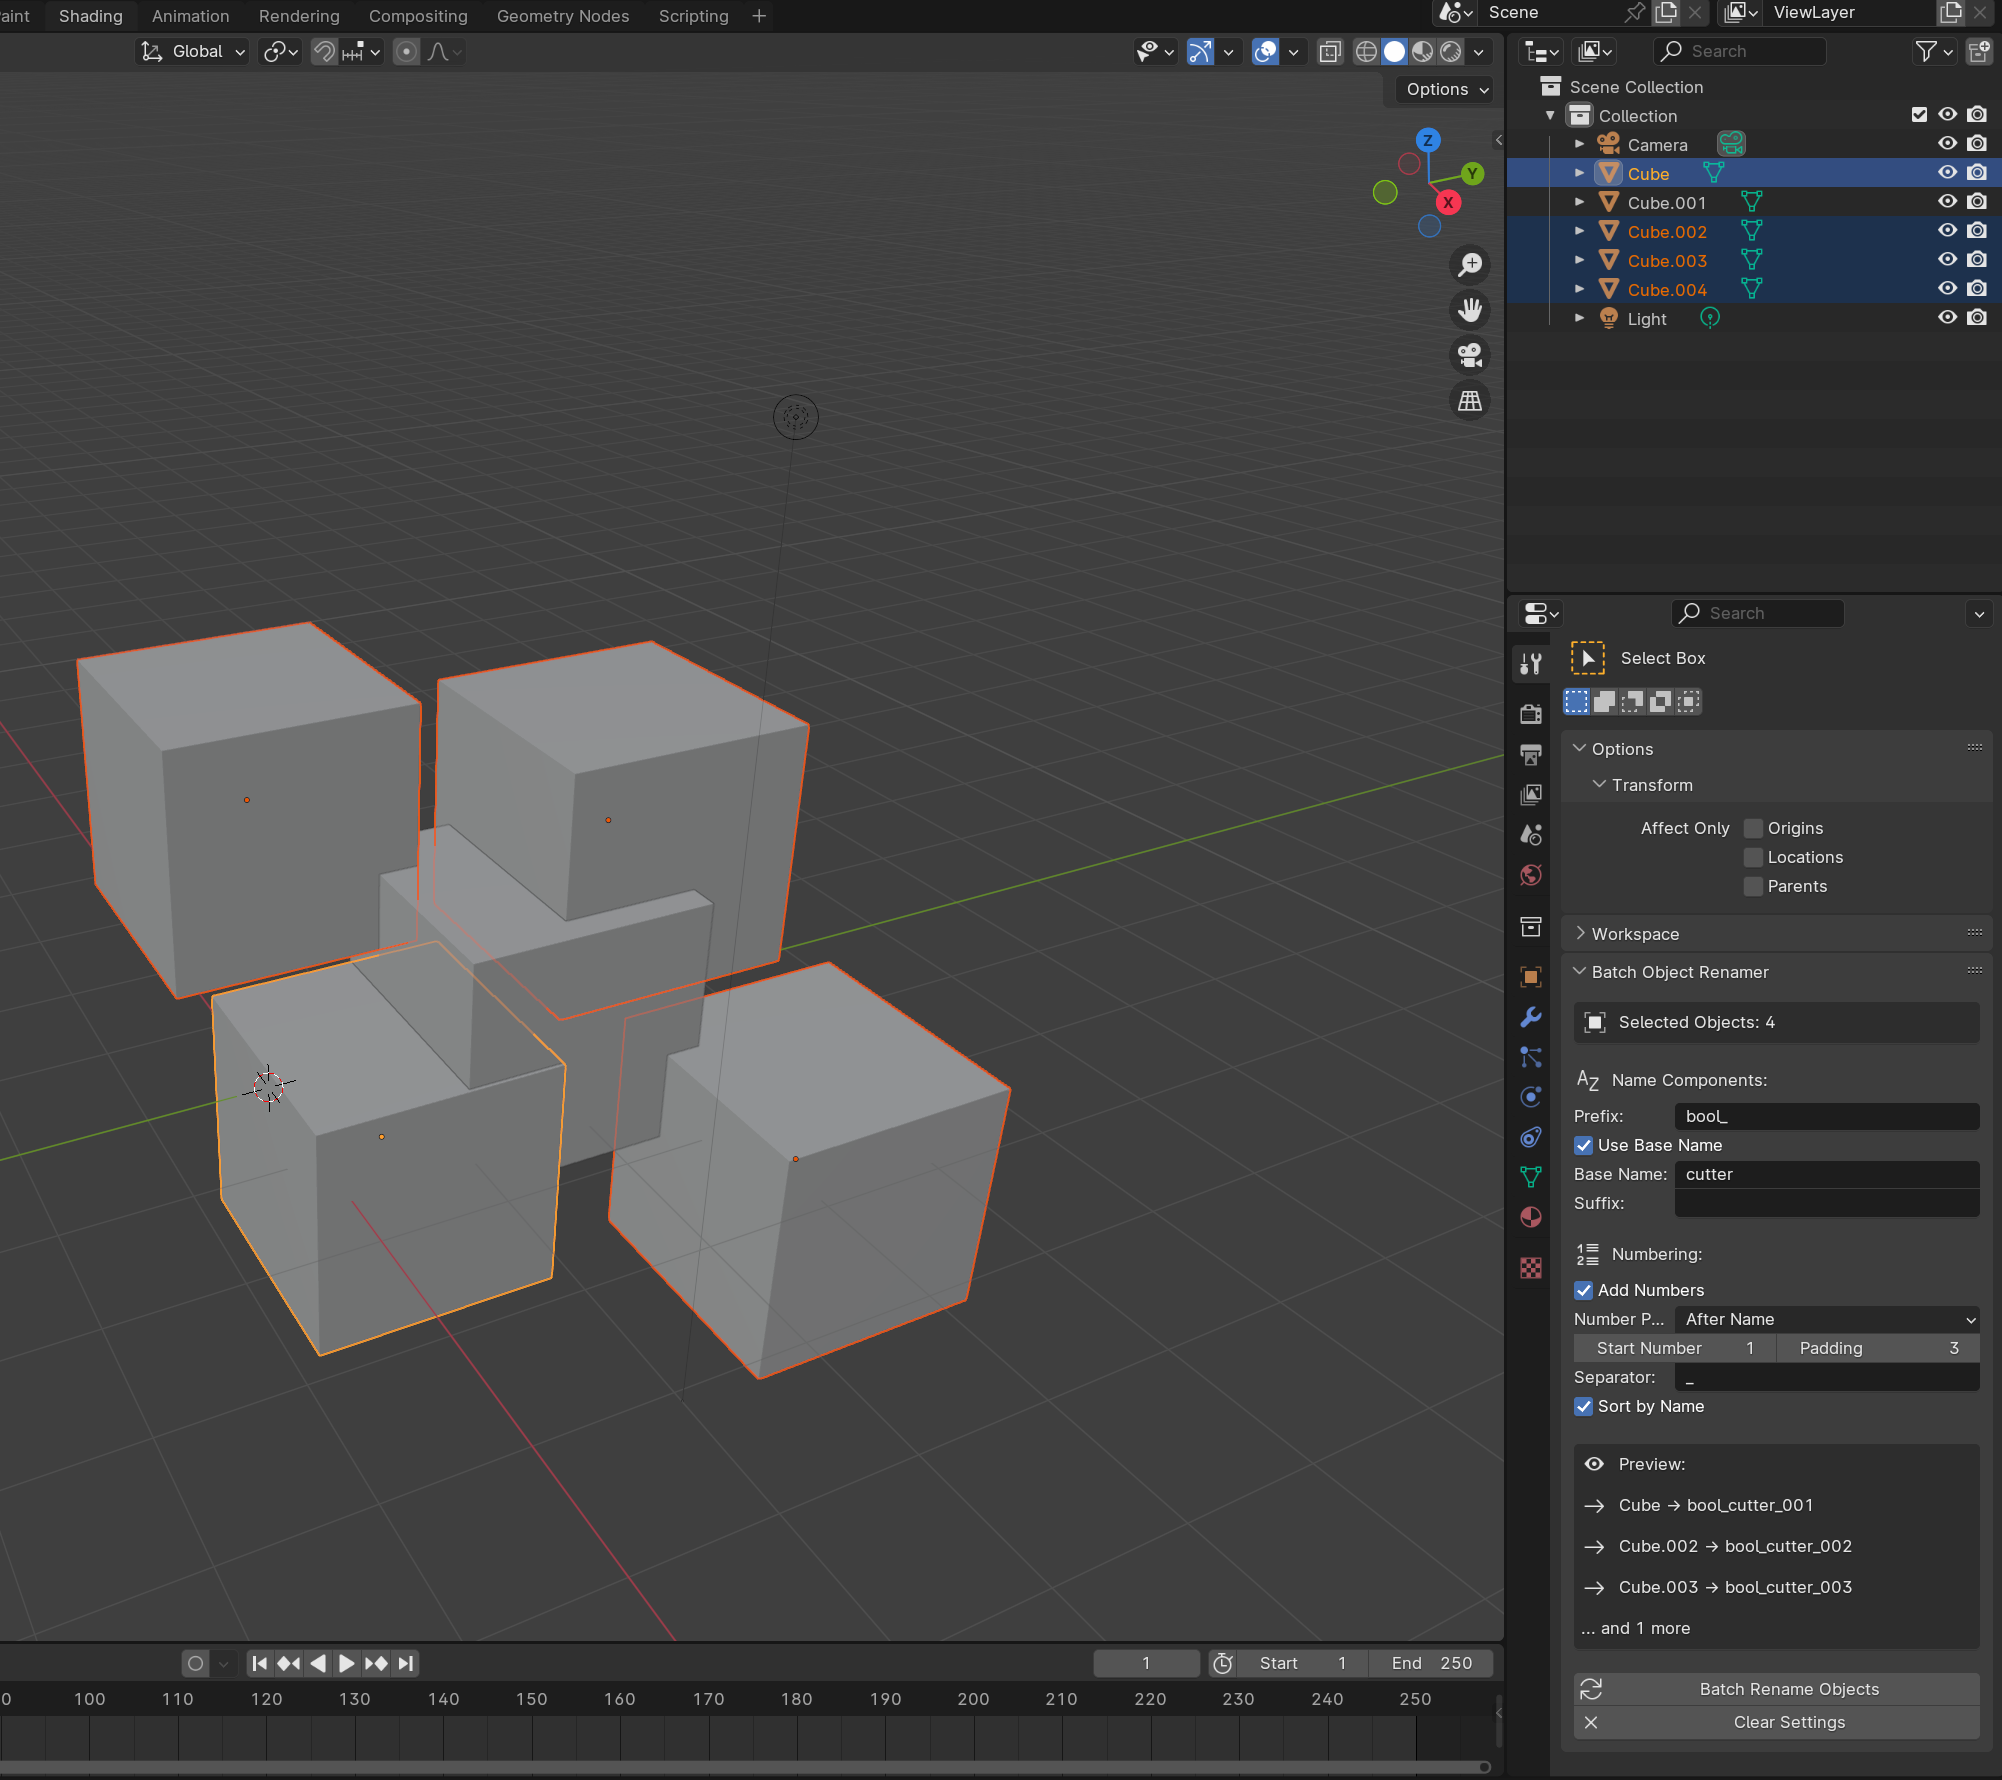 aint Shading Animation Rendering Compositing Geometry Nodes Scripting +
Scene
ViewLayer
Global
Options
Z
Y
X
Search
Scene Collection
Collection
Camera
Cube
Cube.001
Cube.002
Cube.003
Cube.004
Light
Search
Select Box
Options
Transform
Affect Only Origins
Locations
Parents
Workspace
Batch Object Renamer
Selected Objects: 4
Name Components:
Prefix: bool_
Use Base Name
Base Name: cutter
Suffix:
Numbering:
Add Numbers
Number P... After Name
Start Number 1 Padding 3
Separator: _
Sort by Name
Preview:
Cube → bool_cutter_001
Cube.002 → bool_cutter_002
Cube.003 → bool_cutter_003
... and 1 more
Batch Rename Objects
Clear Settings
1 Start 1 End 250
0 100 110 120 130 140 150 160 170 180 190 200 210 220 230 240 250